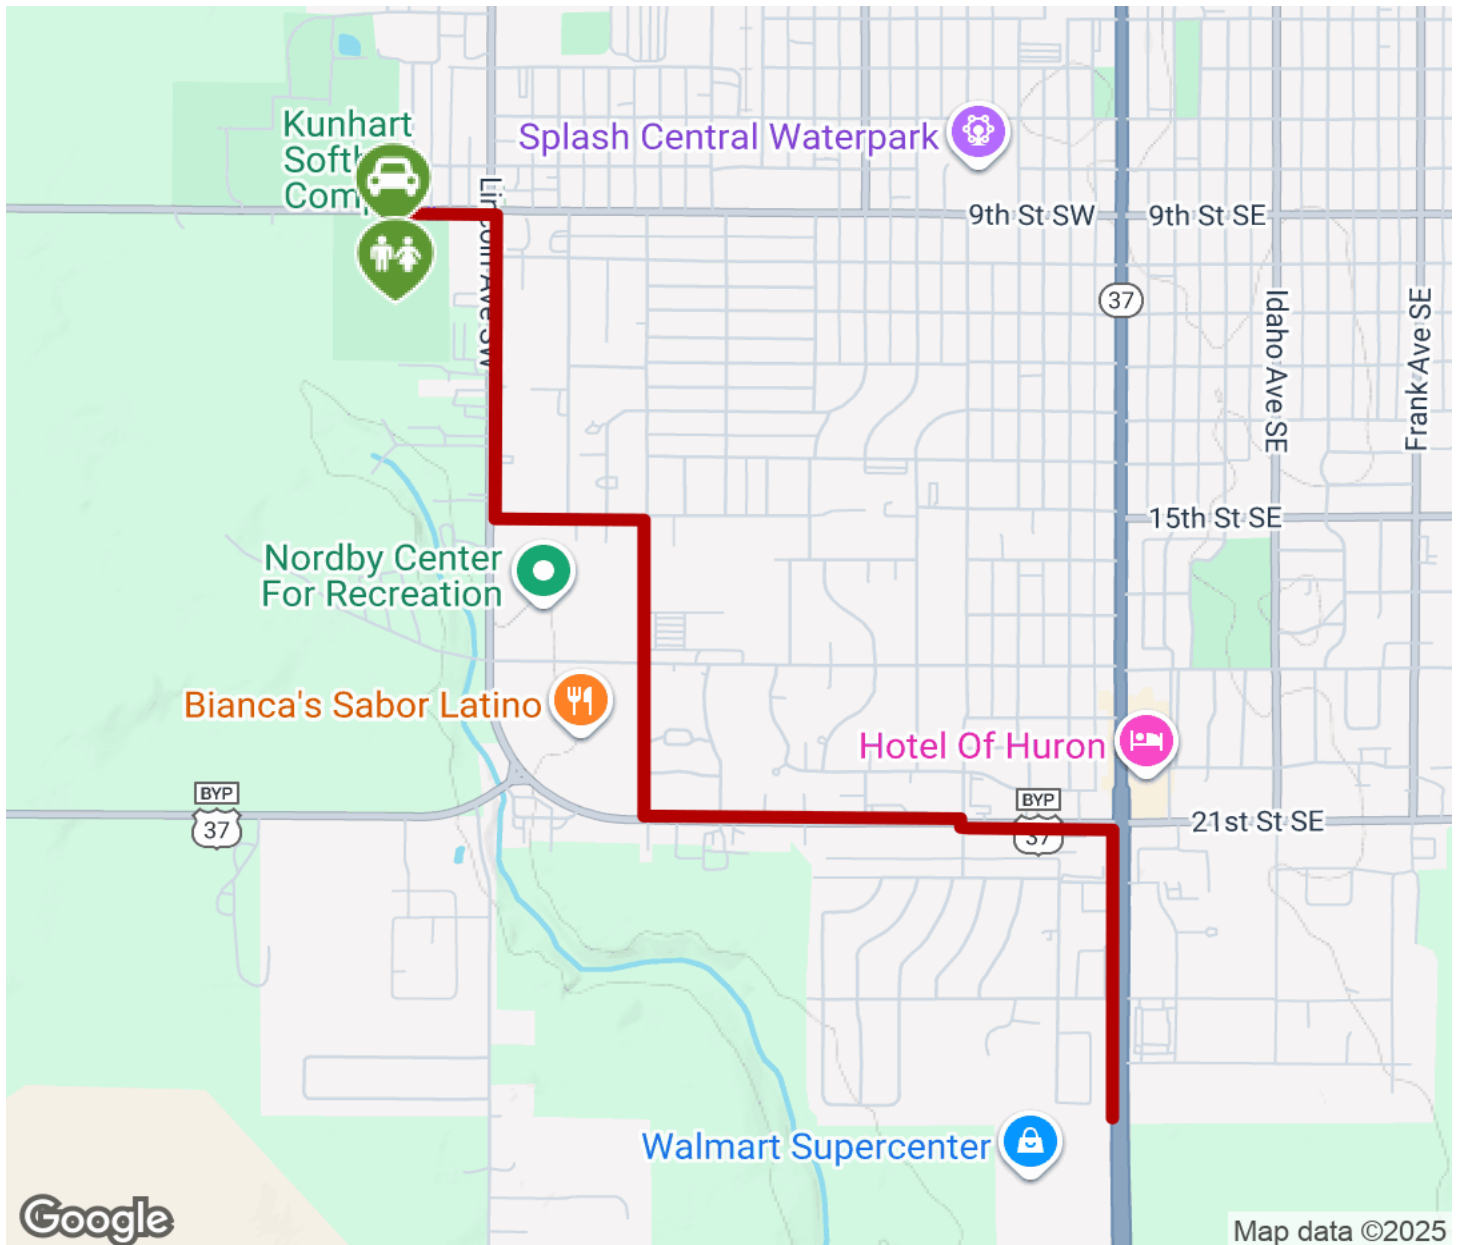 Kunhart
Splash Central Waterpark
9th St SW
9th St SE
37
Idaho Ave SE
Frank Ave SE
15th St SE
Nordby Center
For Recreation
Bianca's Sabor Latino
Hotel Of Huron
BYP
37
BYP
37
21st St SE
Walmart Supercenter
Google
Map data ©2025